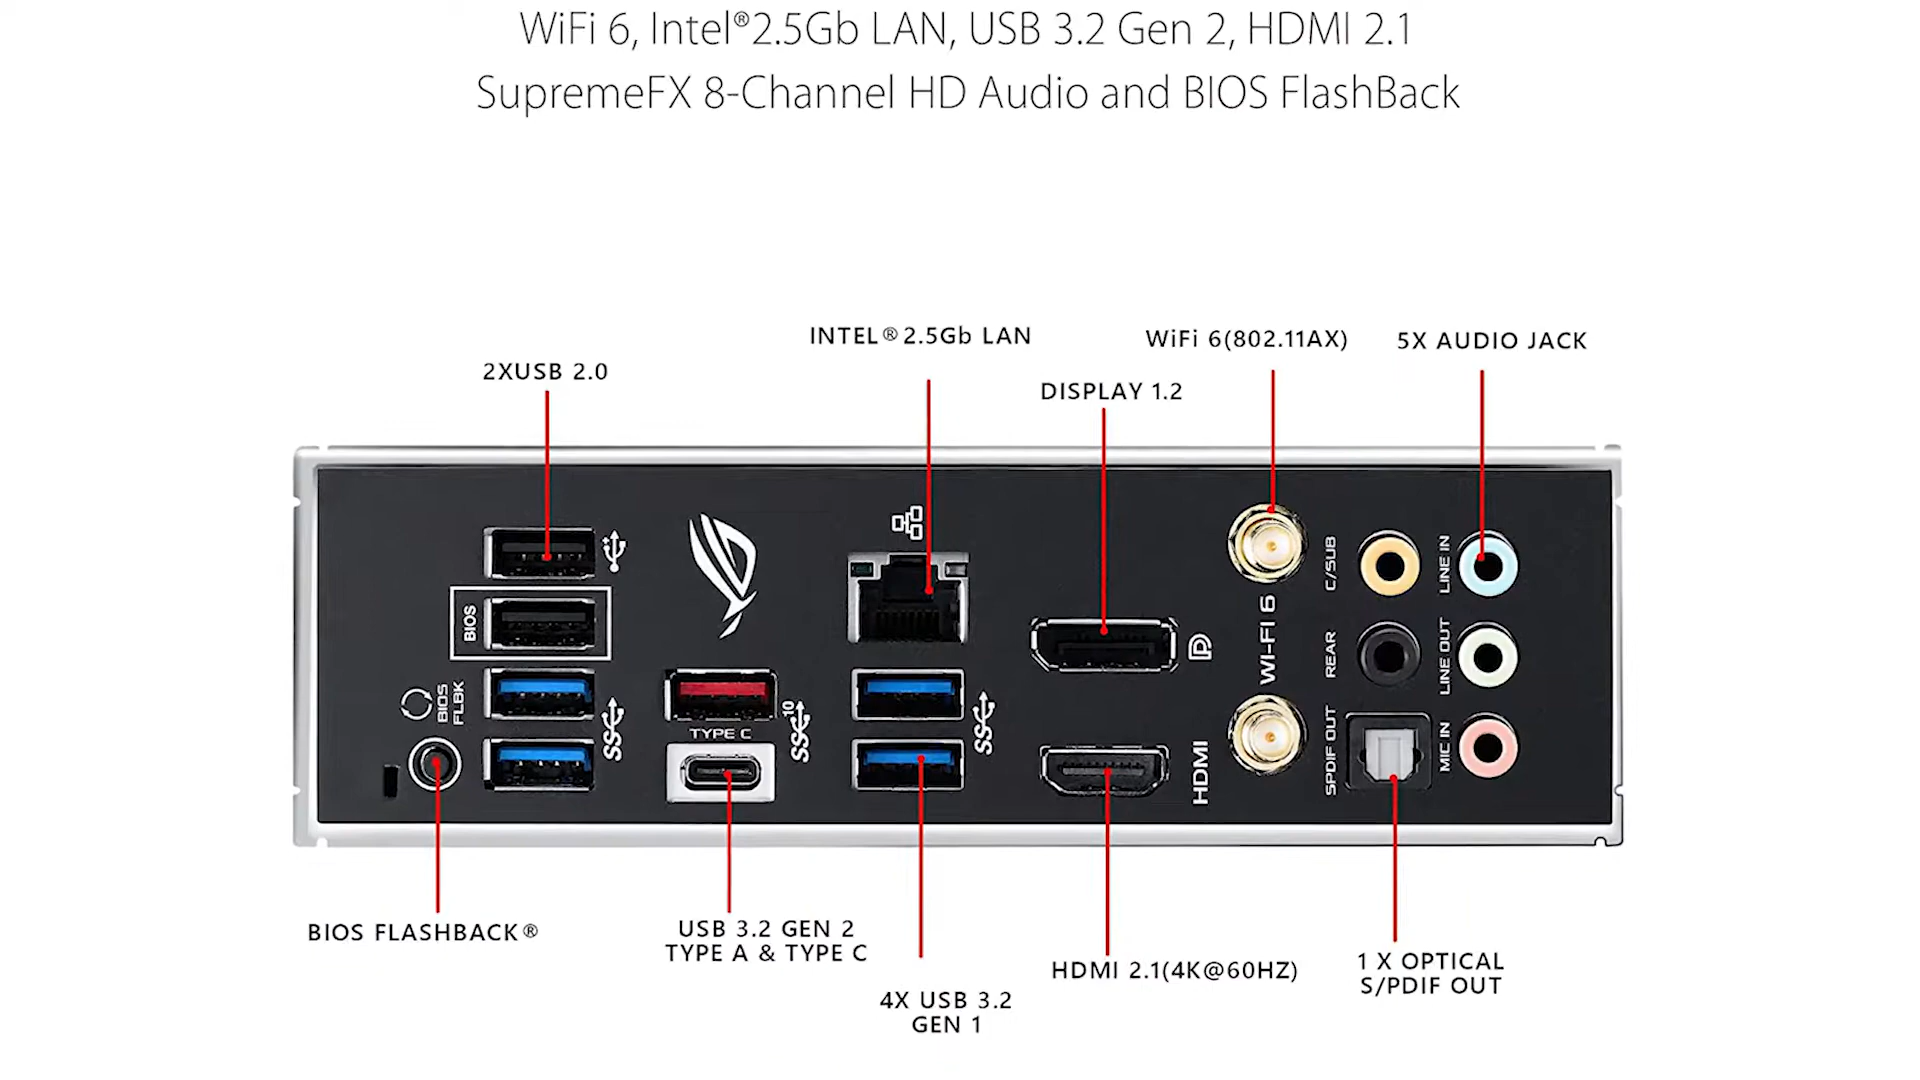 WiFi 6, Intel®2.5Gb LAN, USB 3.2 Gen 2, HDMI 2.1
SupremeFX 8-Channel HD Audio and BIOS FlashBack
INTEL®2.5Gb LAN
WiFi 6(802.11AX)
5X AUDIO JACK
2XUSB 2.0
DISPLAY 1.2
BIOS
BIOS
FLBK
SS
TYPE C
SS 10
SS
HDMI
WI-FI 6
C/SUB
LINE IN
REAR
LINE OUT
SPDIF OUT
MIC IN
BIOS FLASHBACK®
USB 3.2 GEN 2
TYPE A & TYPE C
4X USB 3.2
GEN 1
HDMI 2.1(4K@60HZ)
1 X OPTICAL
S/PDIF OUT